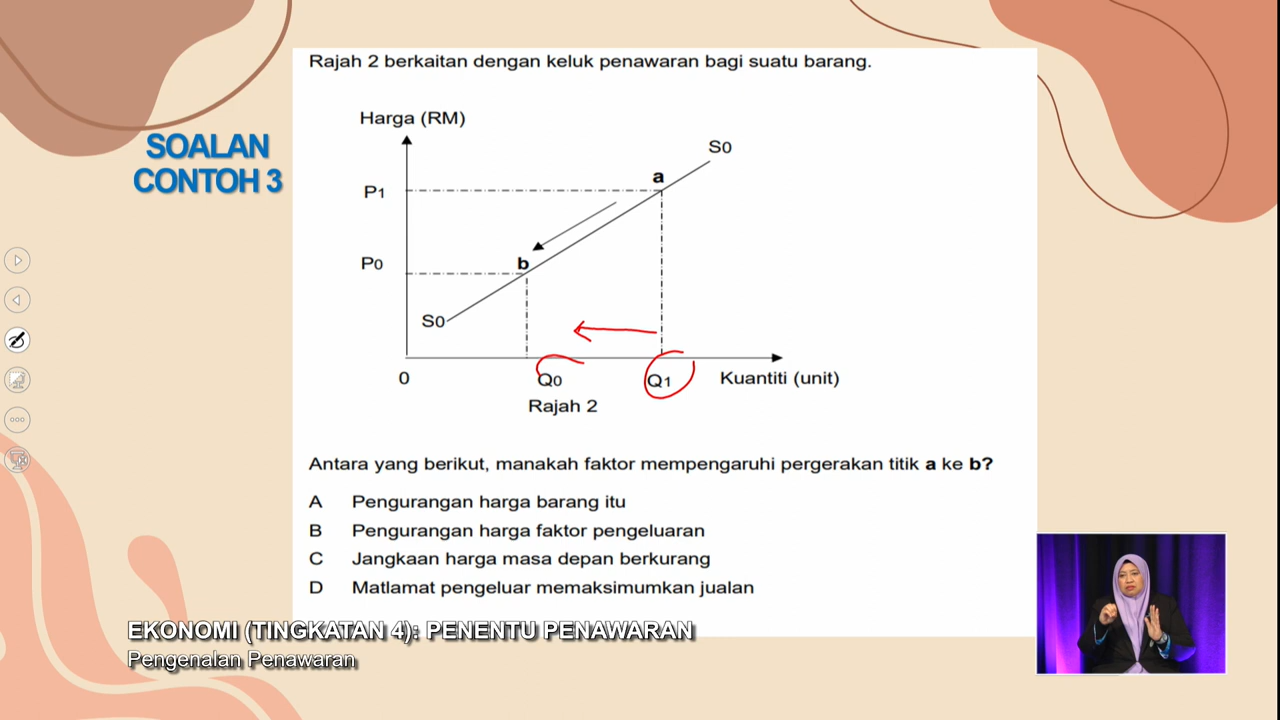 Rajah 2 berkaitan dengan keluk penawaran bagi suatu barang.
SOALAN
CONTOH 3
Harga (RM)
S0
a
P1
b
P0
S0
0
Q0
Q1
Kuantiti (unit)
Rajah 2
Antara yang berikut, manakah faktor mempengaruhi pergerakan titik a ke b?
A Pengurangan harga barang itu
B Pengurangan harga faktor pengeluaran
C Jangkaan harga masa depan berkurang
D Matlamat pengeluar memaksimumkan jualan
EKONOMI (TINGKATAN 4): PENENTU PENAWARAN
Pengenalan Penawaran